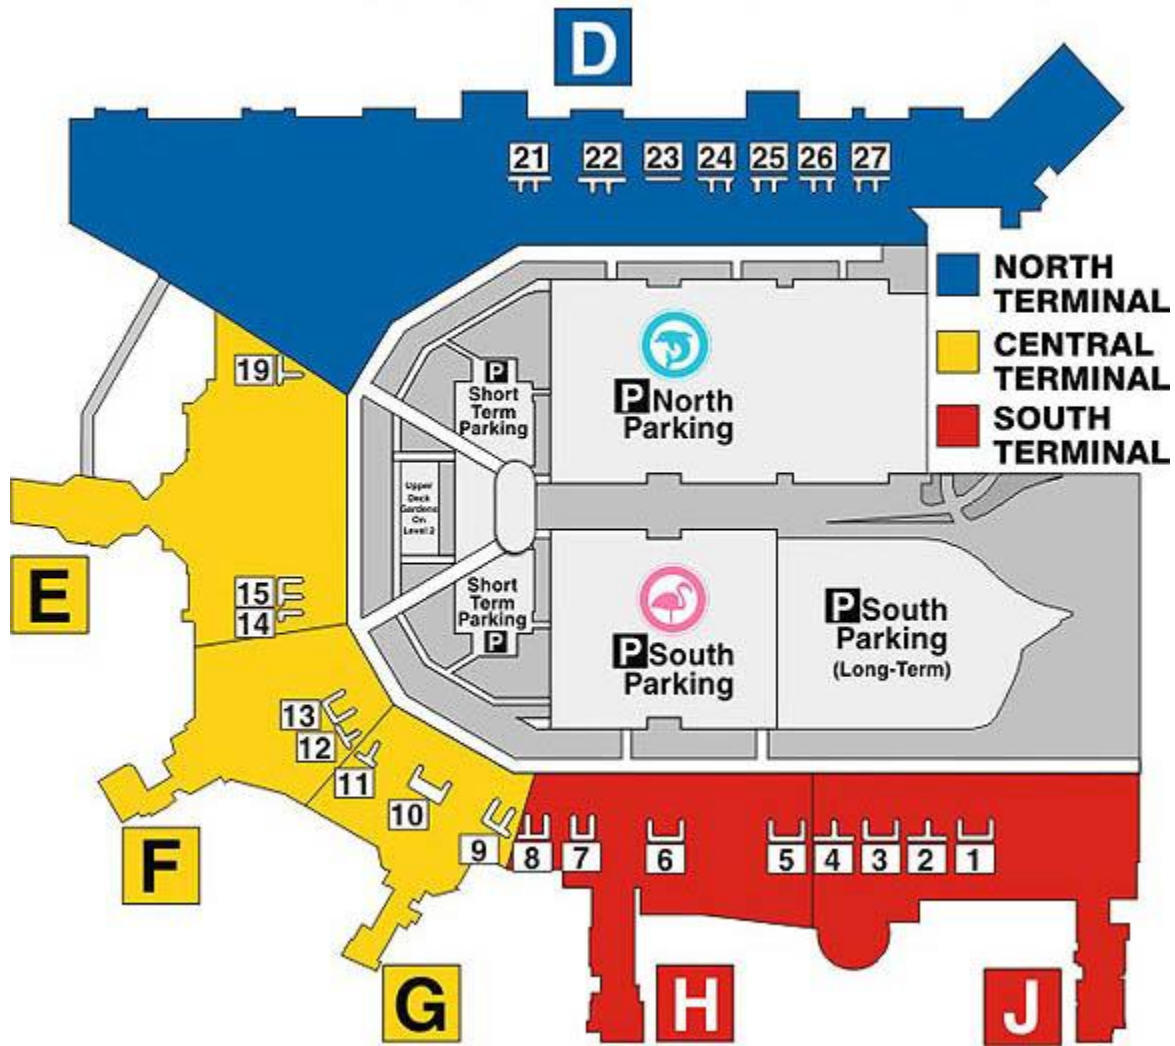 D
21 22 23 24 25 26 27
NORTH
TERMINAL
CENTRAL
TERMINAL
SOUTH
TERMINAL
19
P
Short
Term
Parking
P North
Parking
Upper
Deck
Gardens
On
Level 2
E
15
14
Short
Term
Parking
P
P South
Parking
P South
Parking
(Long-Term)
13
12
11
10
9
8 7 6 5 4 3 2 1
F
G
H
J